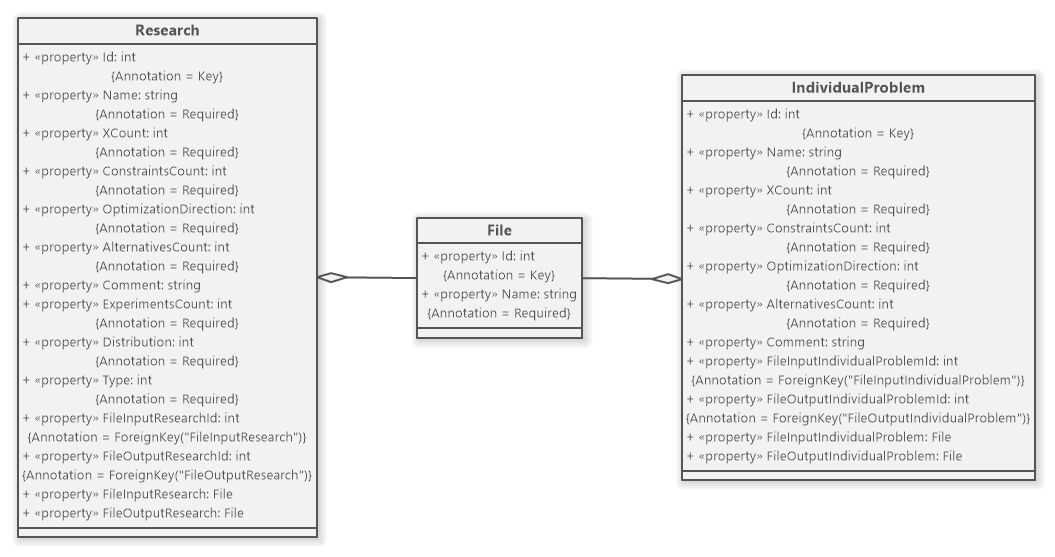 Research
+ «property» Id: int
{Annotation = Key}
+ «property» Name: string
{Annotation = Required}
+ «property» XCount: int
{Annotation = Required}
+ «property» ConstraintsCount: int
{Annotation = Required}
+ «property» OptimizationDirection: int
{Annotation = Required}
+ «property» AlternativesCount: int
{Annotation = Required}
+ «property» Comment: string
+ «property» ExperimentsCount: int
{Annotation = Required}
+ «property» Distribution: int
{Annotation = Required}
+ «property» Type: int
{Annotation = Required}
+ «property» FileInputResearchId: int
{Annotation = ForeignKey("FileInputResearch")}
+ «property» FileOutputResearchId: int
{Annotation = ForeignKey("FileOutputResearch")}
+ «property» FileInputResearch: File
+ «property» FileOutputResearch: File
File
+ «property» Id: int
{Annotation = Key}
+ «property» Name: string
{Annotation = Required}
IndividualProblem
+ «property» Id: int
{Annotation = Key}
+ «property» Name: string
{Annotation = Required}
+ «property» XCount: int
{Annotation = Required}
+ «property» ConstraintsCount: int
{Annotation = Required}
+ «property» OptimizationDirection: int
{Annotation = Required}
+ «property» AlternativesCount: int
{Annotation = Required}
+ «property» Comment: string
+ «property» FileInputIndividualProblemId: int
{Annotation = ForeignKey("FileInputIndividualProblem")}
+ «property» FileOutputIndividualProblemId: int
{Annotation = ForeignKey("FileOutputIndividualProblem")}
+ «property» FileInputIndividualProblem: File
+ «property» FileOutputIndividualProblem: File